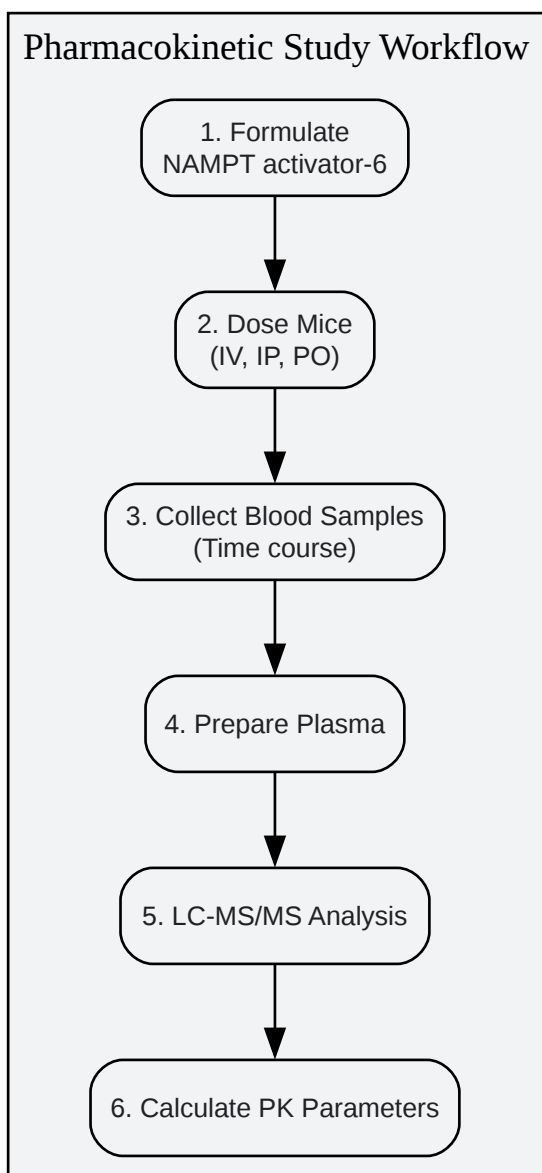 Pharmacokinetic Study Workflow
1. Formulate
NAMPT activator-6
2. Dose Mice
(IV, IP, PO)
3. Collect Blood Samples
(Time course)
4. Prepare Plasma
5. LC-MS/MS Analysis
6. Calculate PK Parameters